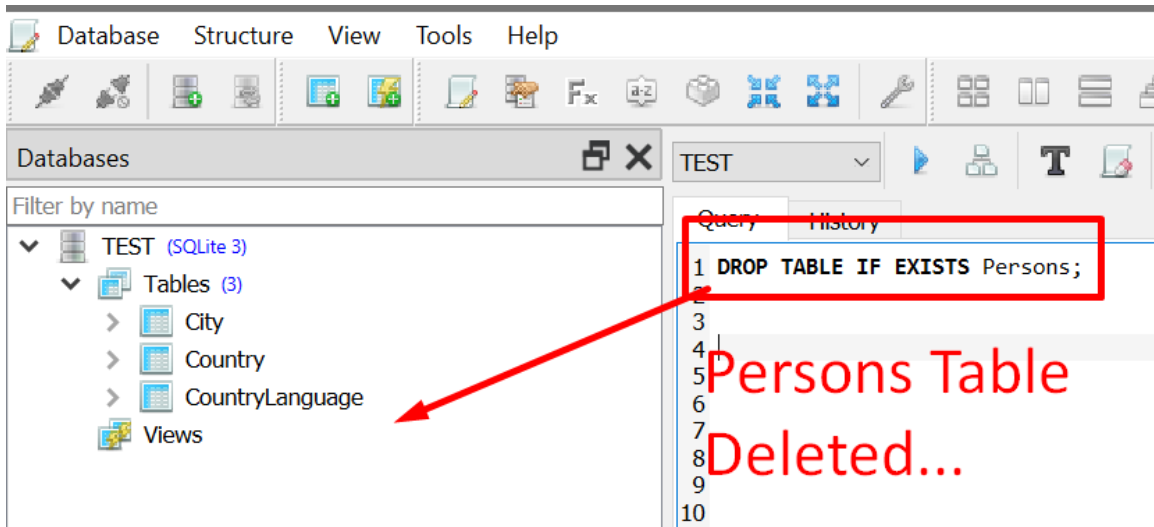 Database Structure View Tools Help
Fx a-z
Databases
TEST
T
Filter by name
Query History
TEST (SQLite 3)
Tables (3)
City
Country
CountryLanguage
Views
1 DROP TABLE IF EXISTS Persons;
2
3
4
5
6
7
8
9
10
Persons Table
Deleted...